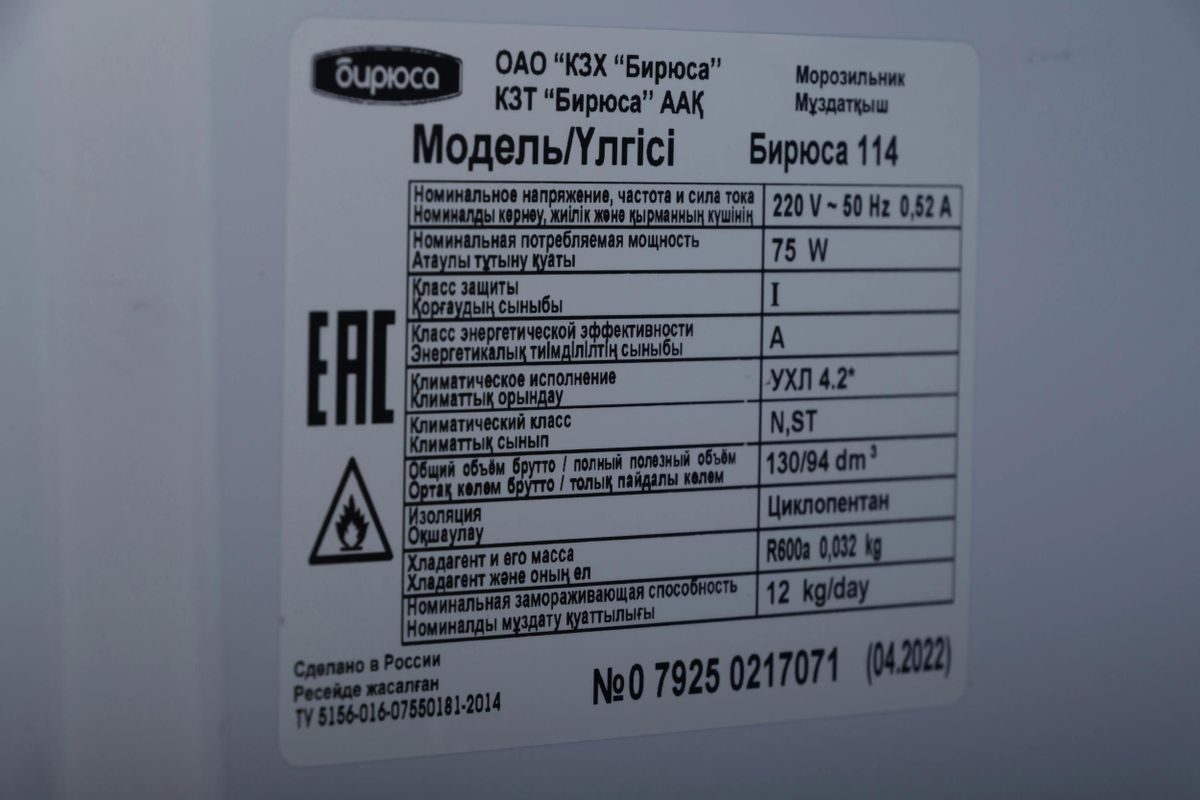 бирюса
ОАО “КЗХ “Бирюса”
КЗТ “Бирюса” ААҚ
Морозильник
Мұздатқыш
Модель/Үлгісі Бирюса 114
Номинальное напряжение, частота и сила тока
Номиналды кернеу, жиілік және қырманның күшінің
220 V ~ 50 Hz 0,52 A
Номинальная потребляемая мощность
Атаулы тұтыну қуаты
75 W
Класс защиты
Қорғаудың сыныбы
I
Класс энергетической эффективности
Энергетикалық тиімділілтің сыныбы
A
Климатическое исполнение
Климаттық орындау
УХЛ 4.2*
Климатический класс
Климаттық сынып
N,ST
Общий объём брутто / полный полезный объём
Ортақ көлем брутто / толық пайдалы көлем
130/94 dm³
Изоляция
Оқшаулау
Циклопентан
Хладагент и его масса
Хладагент және оның ел
R600a 0,032 kg
Номинальная замораживающая способность
Номиналды мұздату қуаттылығы
12 kg/day
EAC
Сделано в России
Ресейде жасалған
ТУ 5156-016-07550181-2014
№0 7925 0217071 (04.2022)